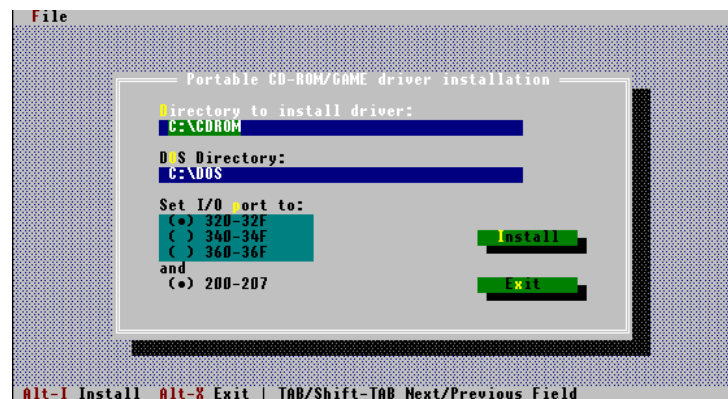 File
Portable CD-ROM/GAME driver installation
Directory to install driver:
C:\CDROM
DOS Directory:
C:\DOS
Set I/O port to:
(•) 320-32F
( ) 340-34F
( ) 360-36F
and
(•) 200-207
Install
Exit
Alt-I Install  Alt-X Exit | TAB/Shift-TAB Next/Previous Field